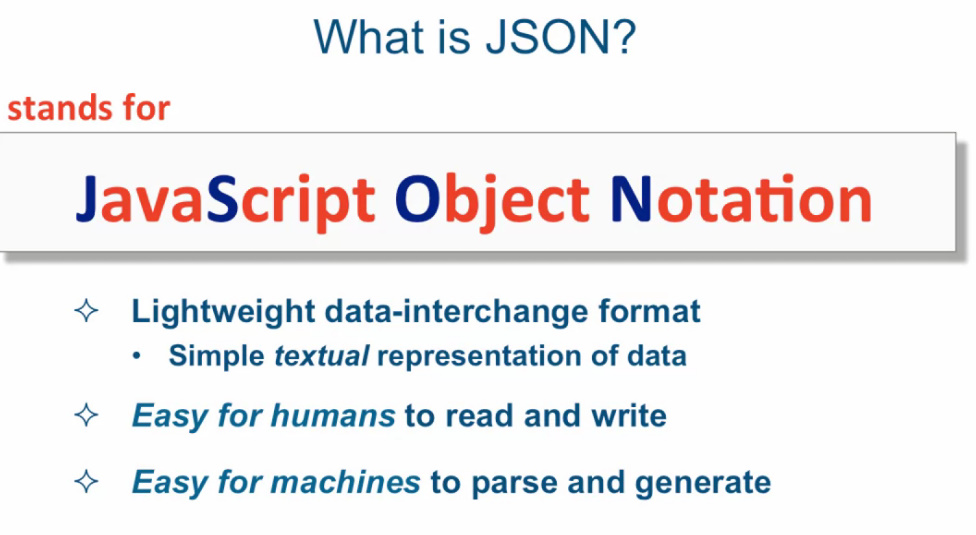 What is JSON?
stands for
JavaScript Object Notation
Lightweight data-interchange format
• Simple textual representation of data
Easy for humans to read and write
Easy for machines to parse and generate